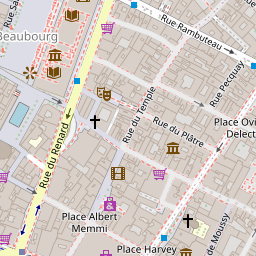 Rue Rambuteau
Beaubourg
Rue Pecquay
Rue du Temple
Rue du Plâtre
Place Ovi
Delect
Rue du Renard
Place Albert
Memmi
Place Harvey
de Moussy